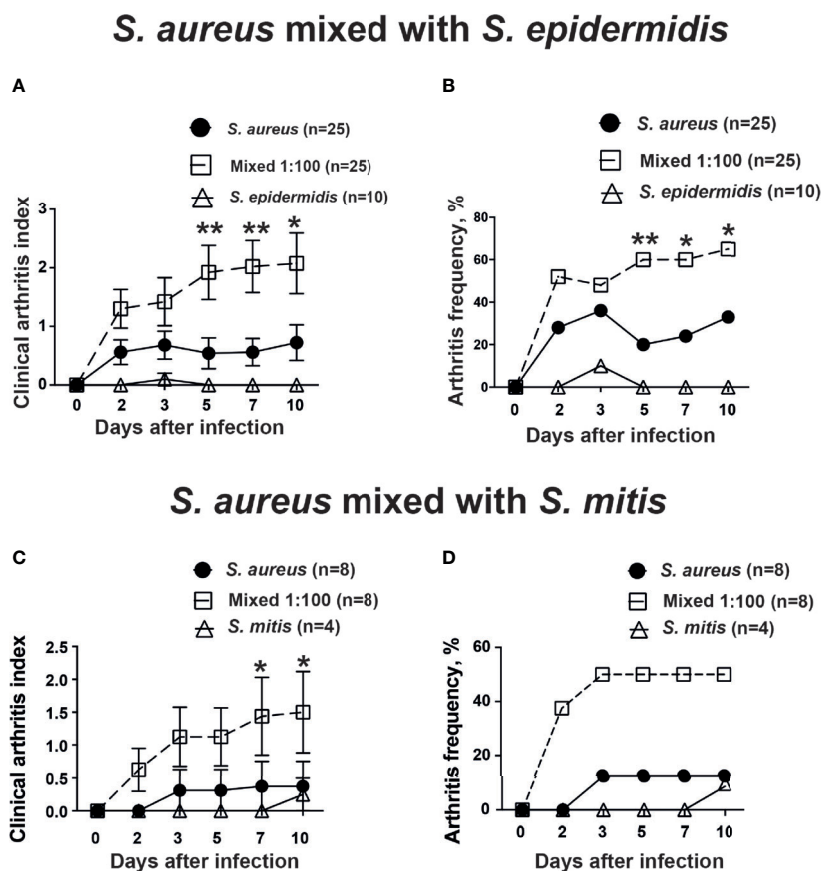 S. aureus mixed with S. epidermidis
A
S. aureus (n=25)
Mixed 1:100 (n=25)
S. epidermidis (n=10)
Clinical arthritis index
3
2
1
0
** ** *
0 2 3 5 7 10
Days after infection
B
S. aureus (n=25)
Mixed 1:100 (n=25)
S. epidermidis (n=10)
Arthritis frequency, %
80
60
40
20
0
** * *
0 2 3 5 7 10
Days after infection
S. aureus mixed with S. mitis
C
S. aureus (n=8)
Mixed 1:100 (n=8)
S. mitis (n=4)
Clinical arthritis index
2.5
2.0
1.5
1.0
0.5
0.0
* *
0 2 3 5 7 10
Days after infection
D
S. aureus (n=8)
Mixed 1:100 (n=8)
S. mitis (n=4)
Arthritis frequency, %
60
40
20
0
0 2 3 5 7 10
Days after infection